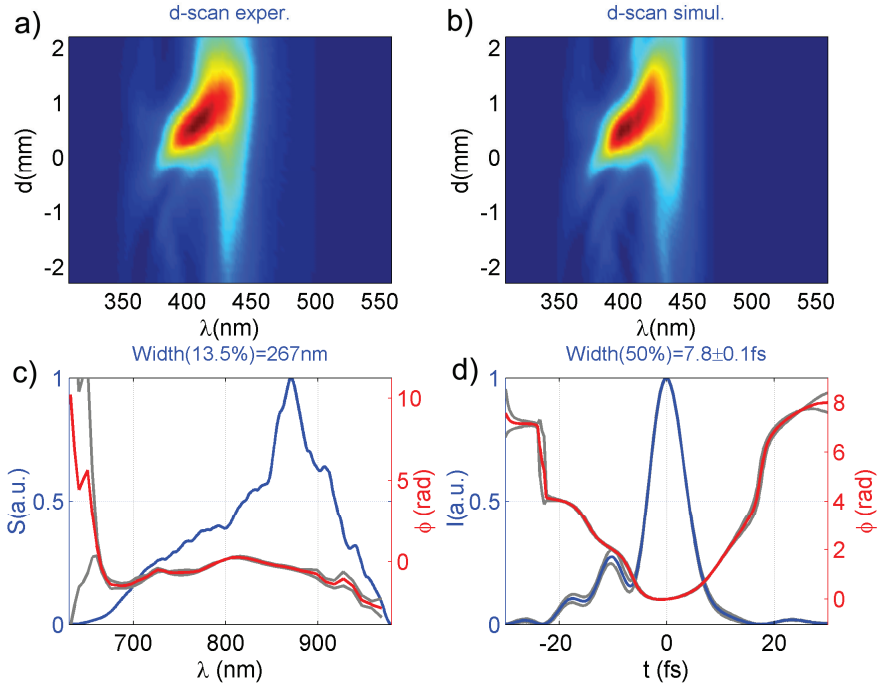 a)
d-scan exper.
2
1
0
-1
-2
d(mm)
350
400
450
500
550
λ(nm)
b)
d-scan simul.
2
1
0
-1
-2
d(mm)
350
400
450
500
550
λ(nm)
c)
Width(13.5%)=267nm
1
0.5
0
S(a.u.)
10
5
0
ϕ (rad)
700
800
900
λ (nm)
d)
Width(50%)=7.8±0.1fs
1
0.5
0
I(a.u.)
8
6
4
2
0
ϕ (rad)
-20
0
20
t (fs)